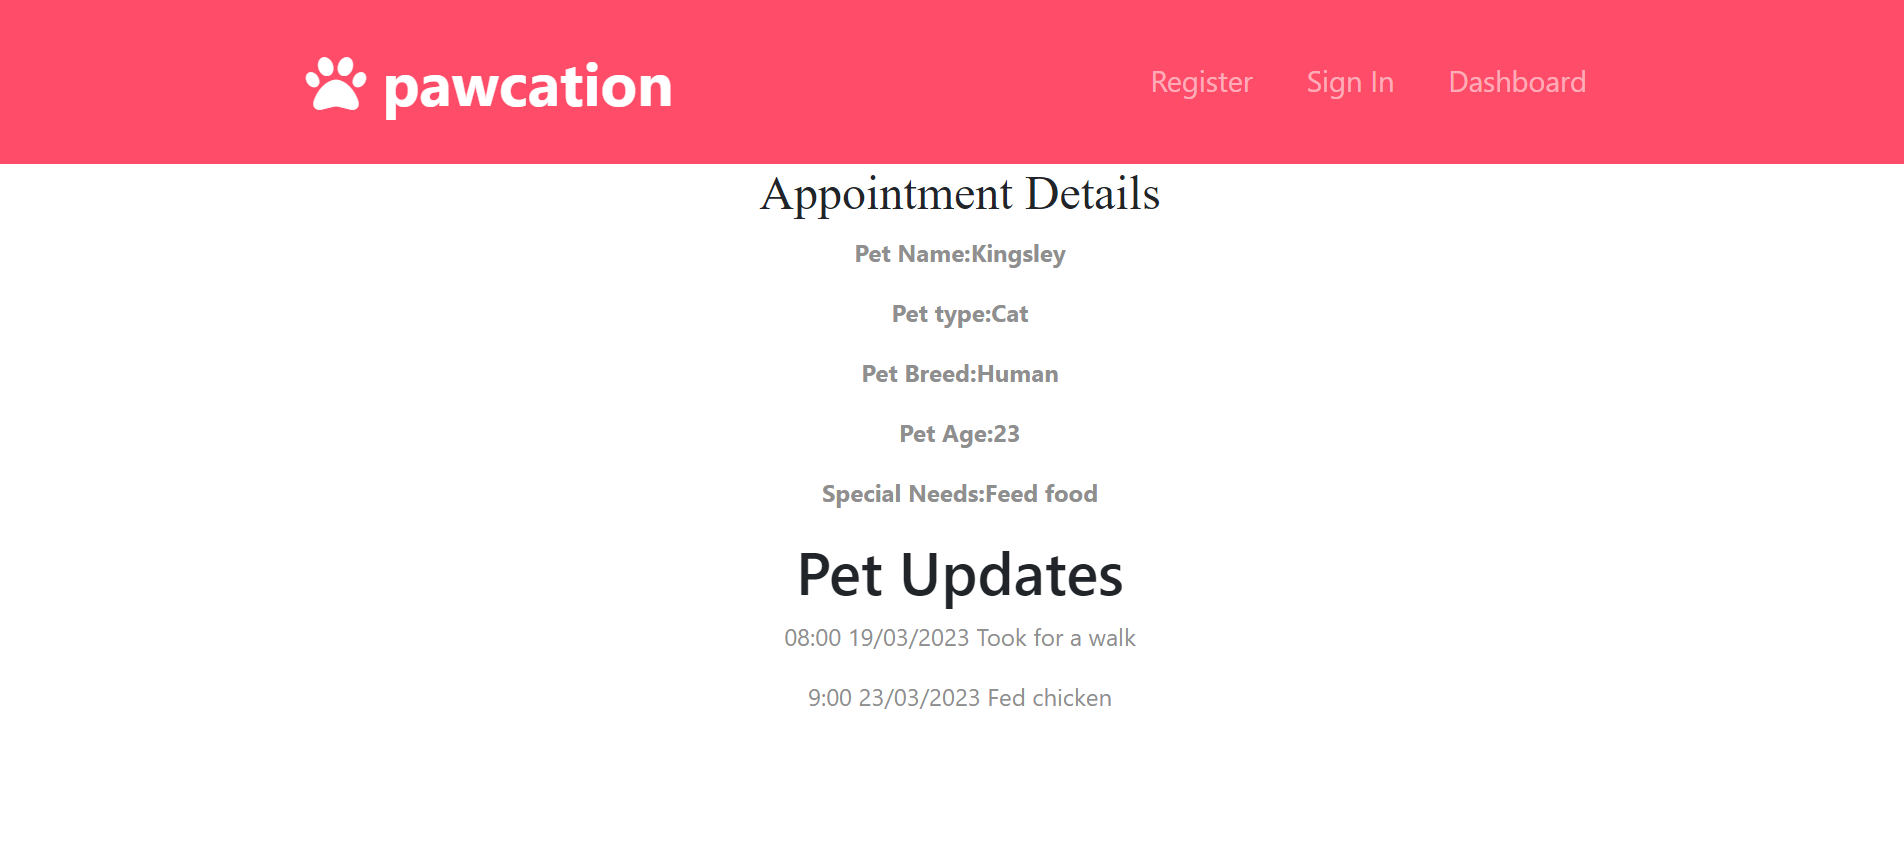 pawcation
Register Sign In Dashboard
Appointment Details
Pet Name:Kingsley
Pet type:Cat
Pet Breed:Human
Pet Age:23
Special Needs:Feed food
Pet Updates
08:00 19/03/2023 Took for a walk
9:00 23/03/2023 Fed chicken